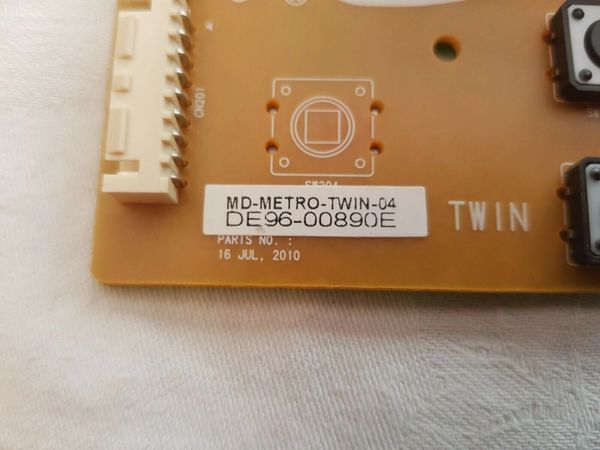 ®
CN201
SW204
MD-METRO-TWIN-04
DE96-00890E
TWIN
PARTS NO. :
16 JUL, 2010